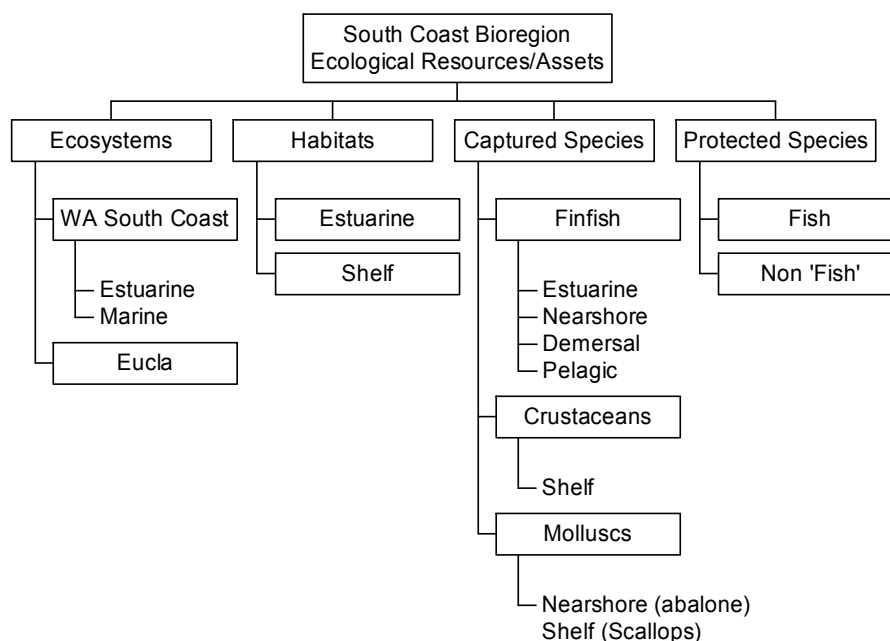 South Coast Bioregion
Ecological Resources/Assets
Ecosystems
Habitats
Captured Species
Protected Species
WA South Coast
Estuarine
Marine
Eucla
Estuarine
Shelf
Finfish
Estuarine
Nearshore
Demersal
Pelagic
Crustaceans
Shelf
Molluscs
Nearshore (abalone)
Shelf (Scallops)
Fish
Non 'Fish'